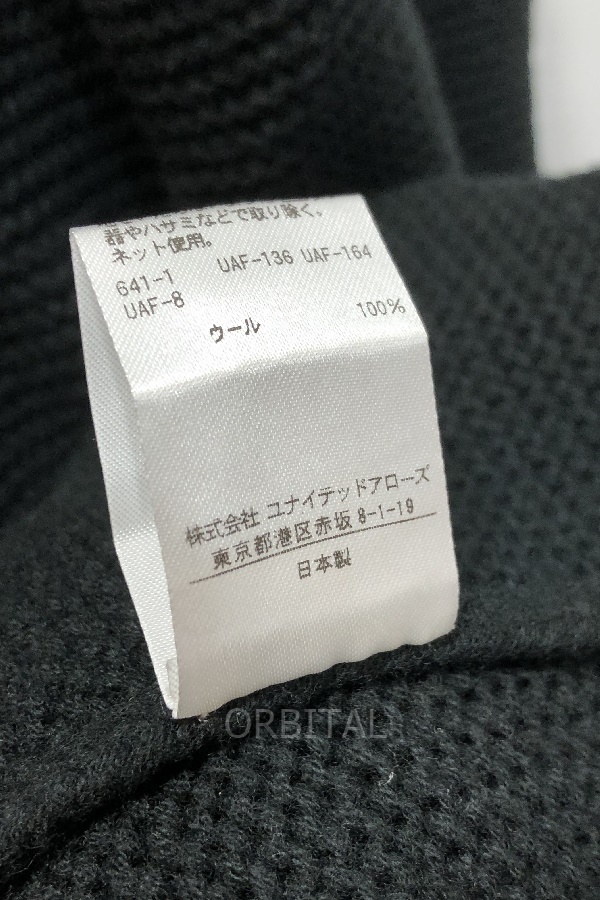 器やハサミなどで取り除く。
ネット使用。
641-1 UAF-136 UAF-164
UAF-8
ウール 100%
株式会社 ユナイテッドアローズ
東京都港区赤坂 8-1-19
日本製
ORBITAL